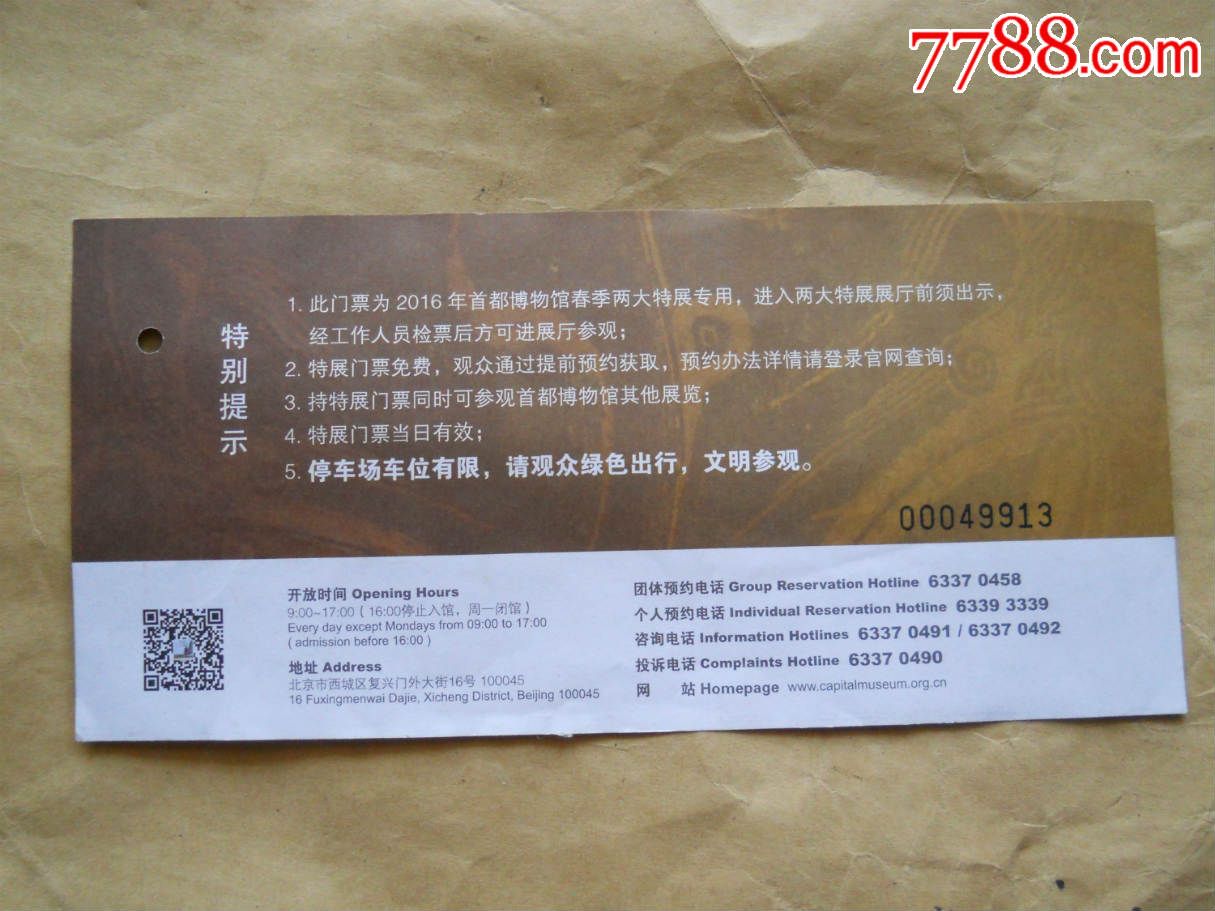 7788.com
特别提示
1. 此门票为 2016 年首都博物馆春季两大特展专用，进入两大特展展厅前须出示，
经工作人员检票后方可进展厅参观；
2. 特展门票免费，观众通过提前预约获取，预约办法详情请登录官网查询；
3. 持特展门票同时可参观首都博物馆其他展览；
4. 特展门票当日有效；
5. 停车场车位有限，请观众绿色出行，文明参观。
00049913
开放时间 Opening Hours
9:00~17:00（16:00停止入馆，周一闭馆）
Every day except Mondays from 09:00 to 17:00
( admission before 16:00 )
地址 Address
北京市西城区复兴门外大街16号 100045
16 Fuxingmenwai Dajie, Xicheng District, Beijing 100045
团体预约电话 Group Reservation Hotline 6337 0458
个人预约电话 Individual Reservation Hotline 6339 3339
咨询电话 Information Hotlines 6337 0491 / 6337 0492
投诉电话 Complaints Hotline 6337 0490
网 站 Homepage www.capitalmuseum.org.cn